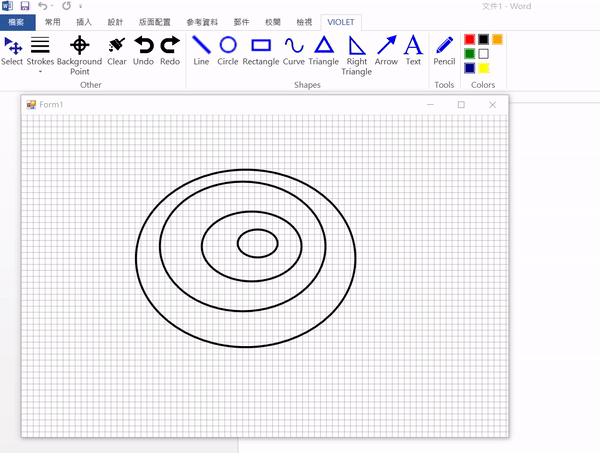 文件1 - Word
檔案 常用 插入 設計 版面配置 參考資料 郵件 校閱 檢視 VIOLET
Select Strokes Background Point Clear Undo Redo Line Circle Rectangle Curve Triangle Right Triangle Arrow Text Pencil
Other Shapes Tools Colors
Form1